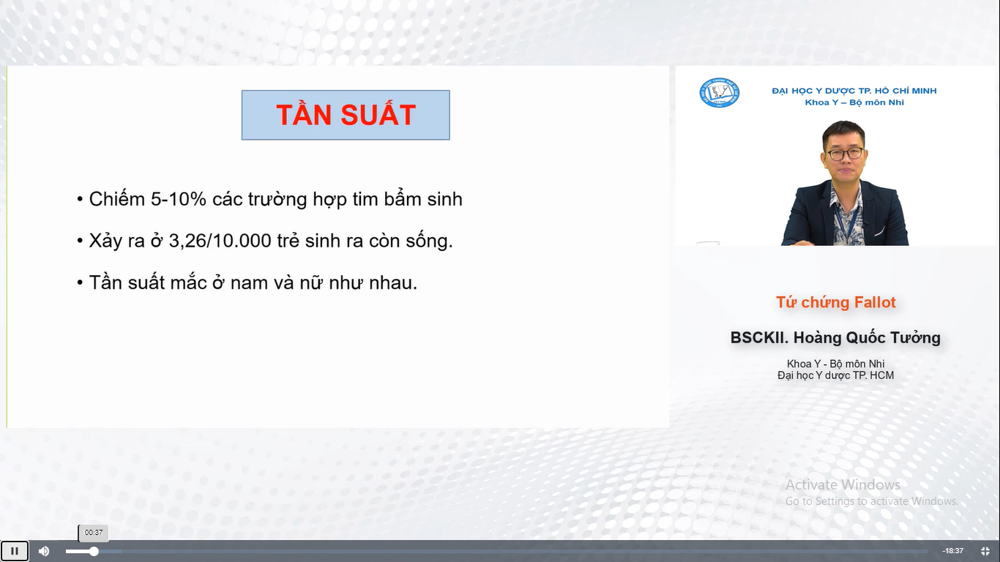 TẦN SUẤT
• Chiếm 5-10% các trường hợp tim bẩm sinh
• Xảy ra ở 3,26/10.000 trẻ sinh ra còn sống.
• Tần suất mắc ở nam và nữ như nhau.
ĐẠI HỌC Y DƯỢC TP. HỒ CHÍ MINH
Khoa Y – Bộ môn Nhi
Tứ chứng Fallot
BSCKII. Hoàng Quốc Tưởng
Khoa Y - Bộ môn Nhi
Đại học Y dược TP. HCM
Activate Windows
Go to Settings to activate Windows.
00:37
-18:37